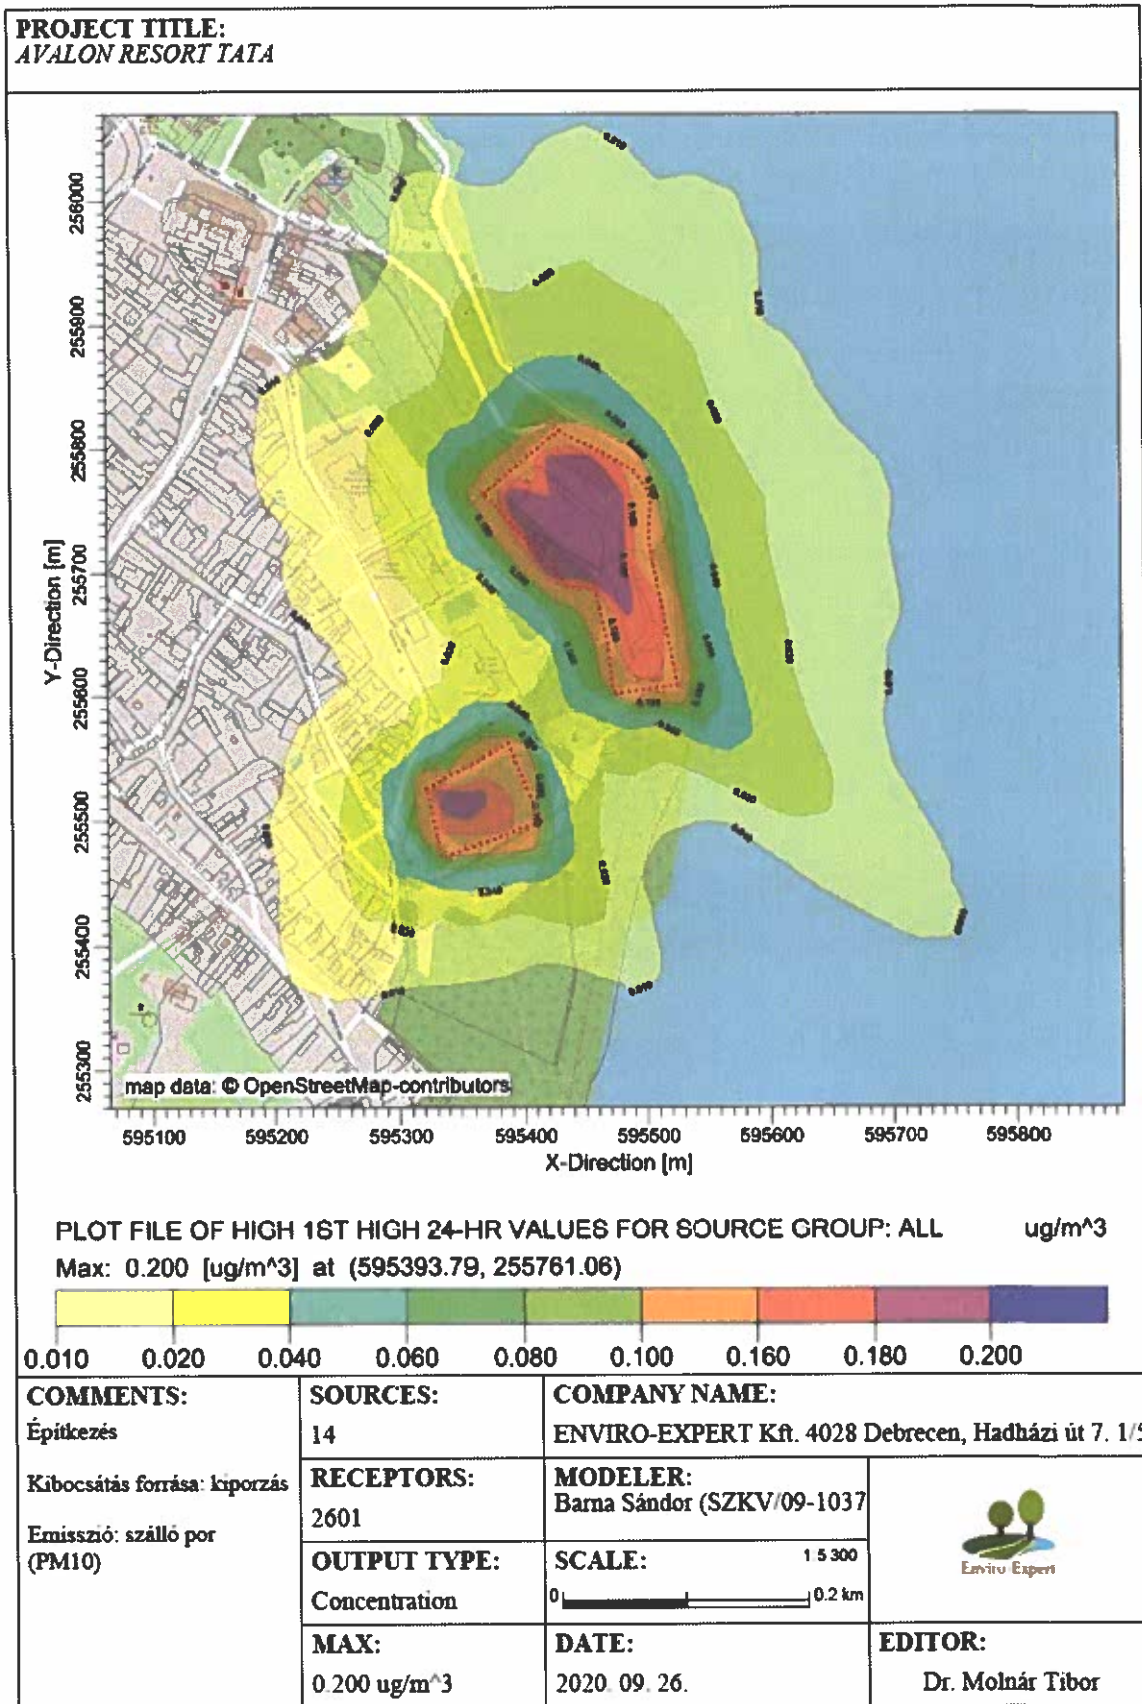 PROJECT TITLE:
AVALON RESORT TATA
Y-Direction [m]
256000
255900
255800
255700
255600
255500
255400
255300
map data: © OpenStreetMap-contributors
595100 595200 595300 595400 595500 595600 595700 595800
X-Direction [m]
PLOT FILE OF HIGH 1ST HIGH 24-HR VALUES FOR SOURCE GROUP: ALL ug/m^3
Max: 0.200 [ug/m^3] at (595393.79, 255761.06)
0.010 0.020 0.040 0.060 0.080 0.100 0.160 0.180 0.200
COMMENTS:
Építkezés
Kibocsátás forrása: kiporzás
Emisszió: szálló por
(PM10)
SOURCES:
14
COMPANY NAME:
ENVIRO-EXPERT Kft. 4028 Debrecen, Hadházi út 7. 1/5
RECEPTORS:
2601
MODELER:
Barna Sándor (SZKV/09-1037
OUTPUT TYPE:
Concentration
SCALE: 1:5 300
0 0.2 km
Enviro-Expert
MAX:
0.200 ug/m^3
DATE:
2020. 09. 26.
EDITOR:
Dr. Molnár Tibor